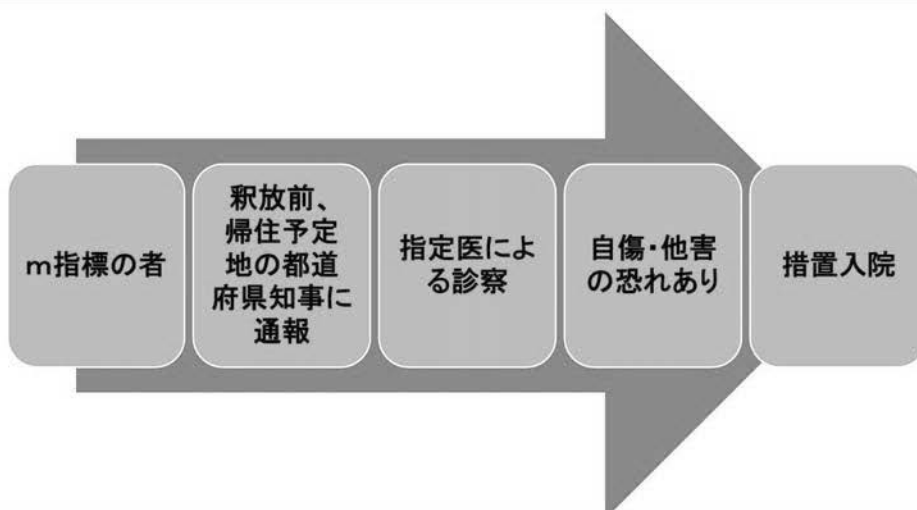 m指標の者
釈放前、
帰住予定
地の都道
府県知事に
通報
指定医によ
る診察
自傷・他害
の恐れあり
措置入院